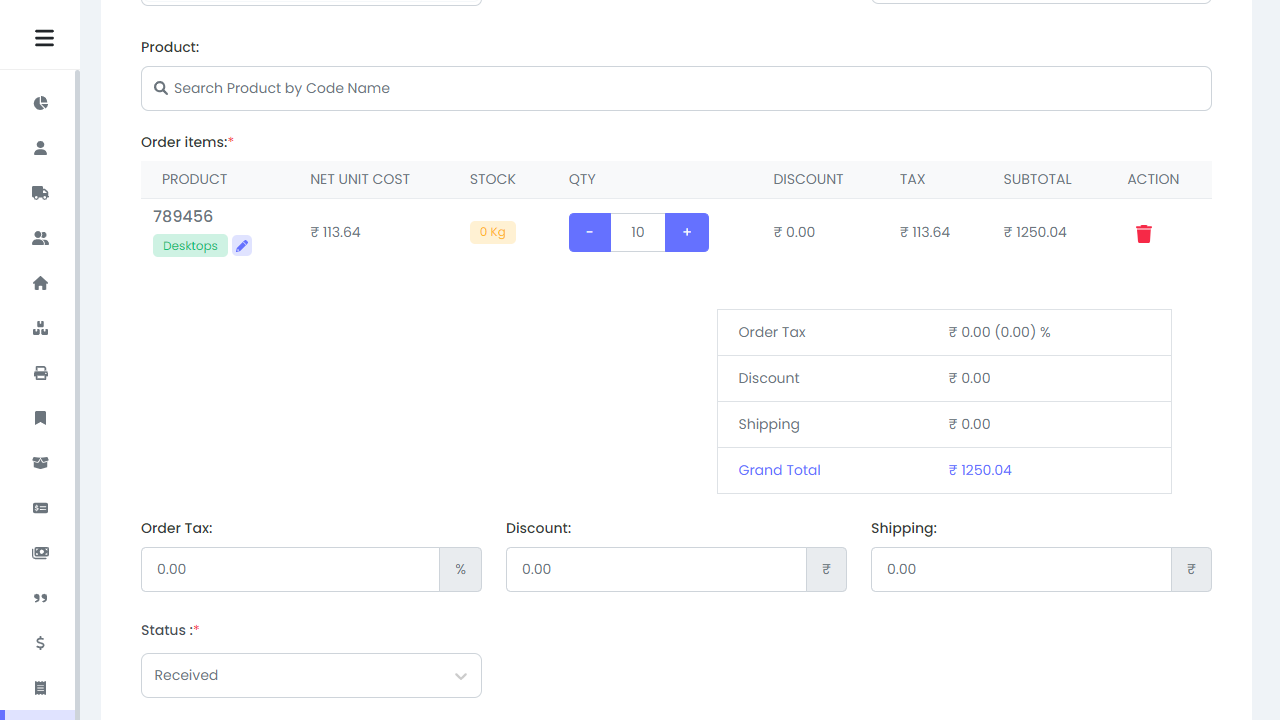 Product:
Search Product by Code Name
Order items:*
PRODUCT NET UNIT COST STOCK QTY DISCOUNT TAX SUBTOTAL ACTION
789456
Desktops
₹ 113.64 0 Kg - 10 + ₹ 0.00 ₹ 113.64 ₹ 1250.04
Order Tax ₹ 0.00 (0.00) %
Discount ₹ 0.00
Shipping ₹ 0.00
Grand Total ₹ 1250.04
Order Tax: Discount: Shipping:
0.00 % 0.00 ₹ 0.00 ₹
Status :*
Received